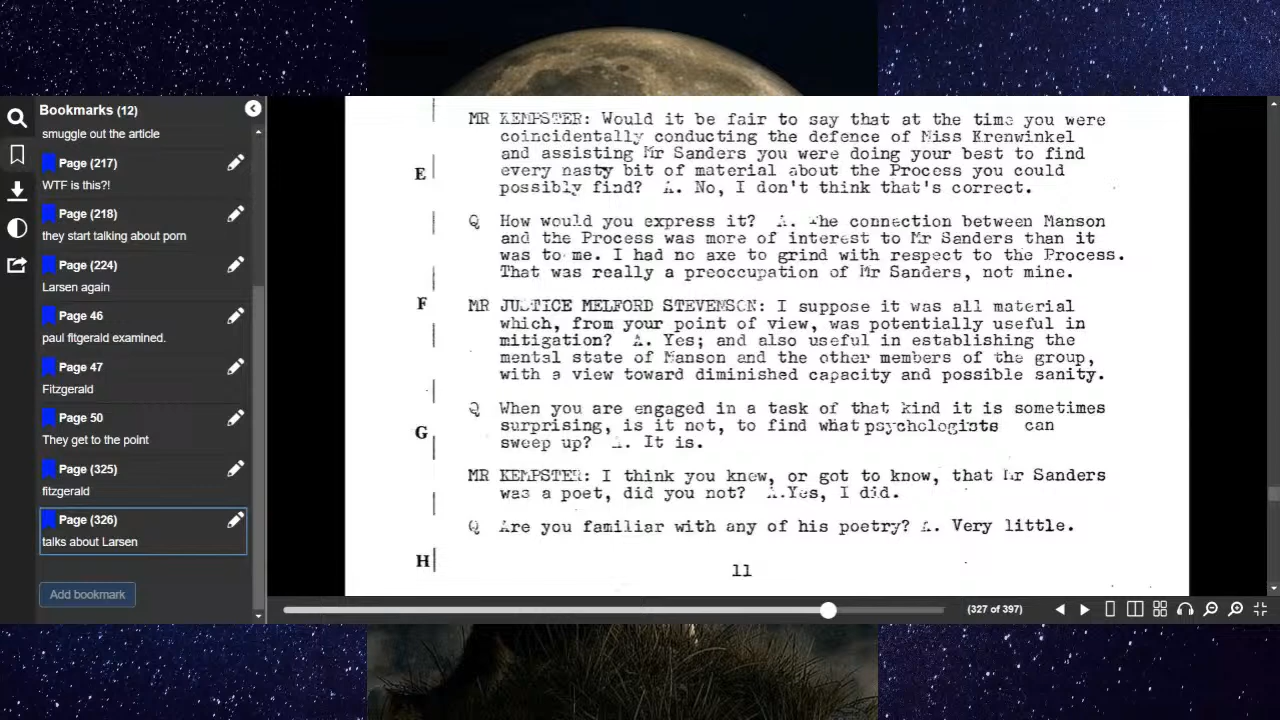 Bookmarks (12)
smuggle out the article
Page (217)
WTF is this?!
Page (218)
they start talking about porn
Page (224)
Larsen again
Page 46
paul fitgerald examined.
Page 47
Fitzgerald
Page 50
They get to the point
Page (325)
fitzgerald
Page (326)
talks about Larsen
Add bookmark
MR KEMPSTER: Would it be fair to say that at the time you were
coincidentally conducting the defence of Miss Krenwinkel
and assisting Mr Sanders you were doing your best to find
E every nasty bit of material about the Process you could
possibly find? A. No, I don't think that's correct.
Q How would you express it? A. The connection between Manson
and the Process was more of interest to Mr Sanders than it
was to me. I had no axe to grind with respect to the Process.
That was really a preoccupation of Mr Sanders, not mine.
F MR JUSTICE MELFORD STEVENSON: I suppose it was all material
which, from your point of view, was potentially useful in
mitigation? A. Yes; and also useful in establishing the
mental state of Manson and the other members of the group,
with a view toward diminished capacity and possible sanity.
Q When you are engaged in a task of that kind it is sometimes
G surprising, is it not, to find what psychologists can
sweep up? A. It is.
MR KEMPSTER: I think you knew, or got to know, that Mr Sanders
was a poet, did you not? A.Yes, I did.
Q Are you familiar with any of his poetry? A. Very little.
H
11
(327 of 397)